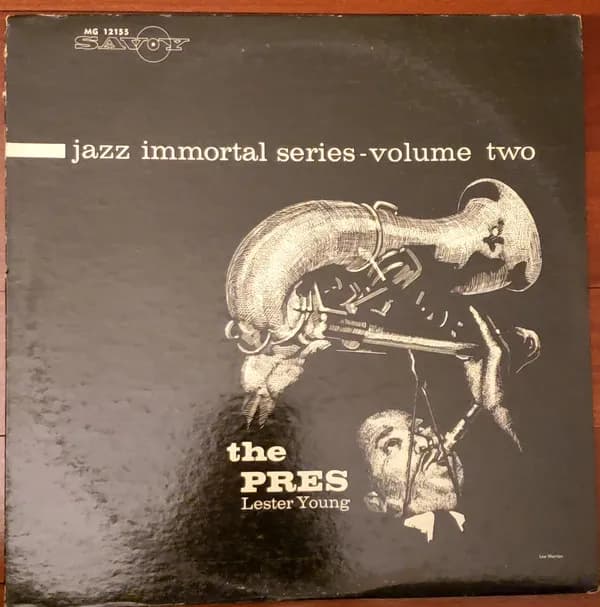 MG 12155
SAVOY
jazz immortal series-volume two
the
PRES
Lester Young